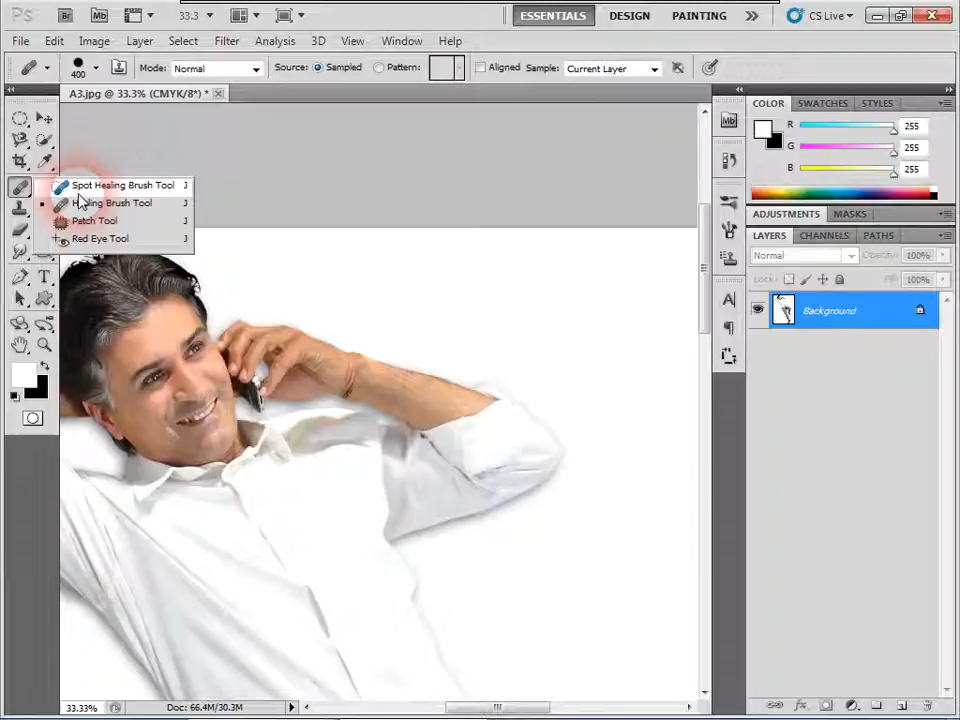 Ps Br Mb 33.3 ESSENTIALS DESIGN PAINTING CS Live
File Edit Image Layer Select Filter Analysis 3D View Window Help
400 Mode: Normal Source: Sampled Pattern: Aligned Sample: Current Layer
A3.jpg @ 33.3% (CMYK/8*) *
Spot Healing Brush Tool J
Healing Brush Tool J
Patch Tool J
Red Eye Tool J
T
Mb
A
COLOR SWATCHES STYLES
R 255
G 255
B 255
ADJUSTMENTS MASKS
LAYERS CHANNELS PATHS
Normal Opacity: 100%
Lock: Fill: 100%
Background
33.33% Doc: 66.4M/30.3M